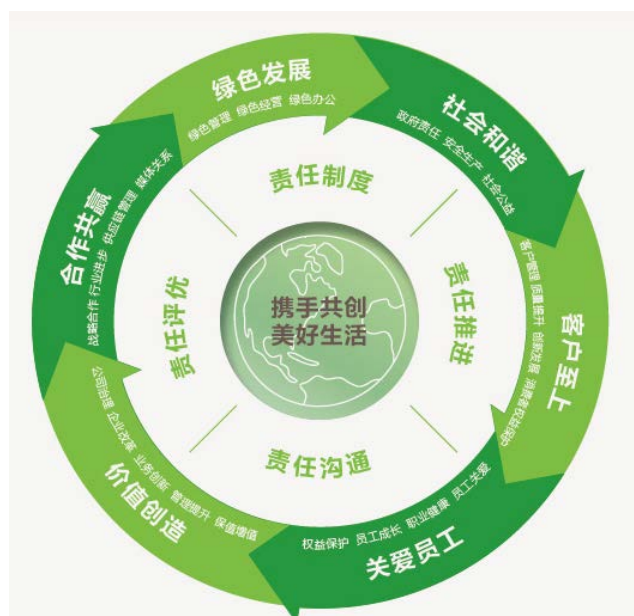 绿色发展
绿色管理 绿色经营 绿色办公
社会和谐
政府责任 安全生产 社会公益
客户至上
客户管理 质量提升 创新发展 消费者权益保护
关爱员工
权益保护 员工成长 职业健康 员工关爱
价值创造
公司治理 党建引领 业务创新 管理提升 保值增值
合作共赢
战略合作 行业进步 供应链管理 媒体关系
责任制度
责任推进
责任沟通
责任评优
携手共创
美好生活